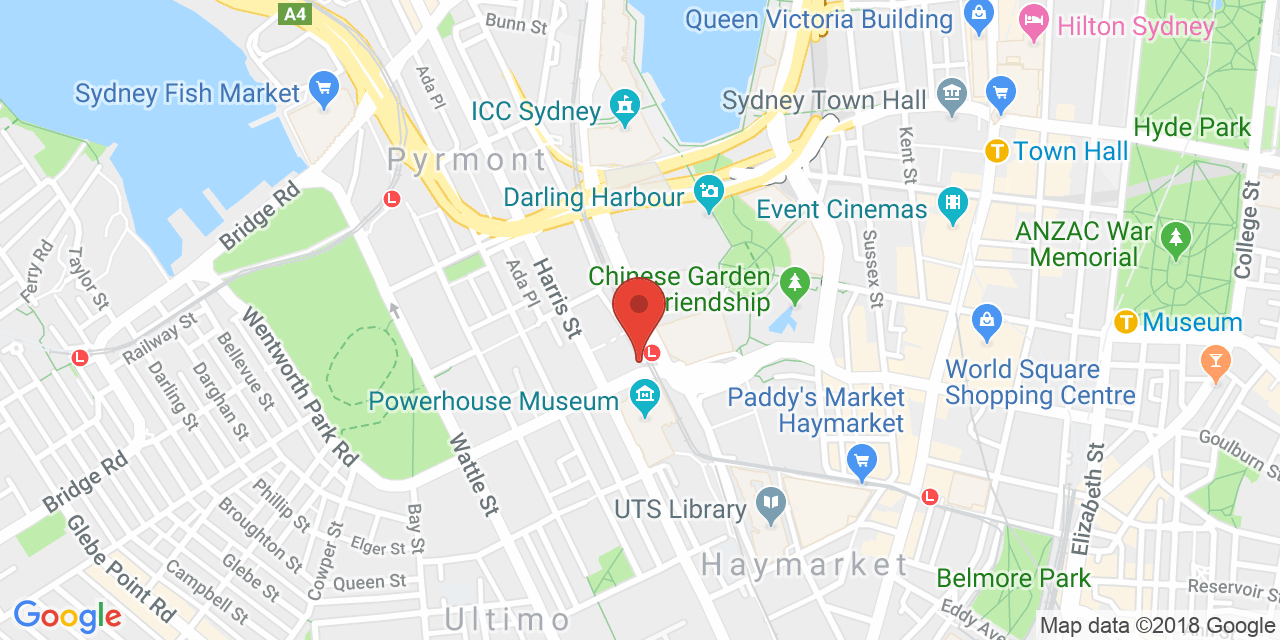 A4
Bunn St
Queen Victoria Building
Hilton Sydney
Ada Pl
Sydney Fish Market
ICC Sydney
Sydney Town Hall
Kent St
Hyde Park
Pyrmont
T Town Hall
L
Darling Harbour
Event Cinemas
Bridge Rd
College St
ANZAC War
Memorial
Sussex St
Ferry Rd
Taylor St
Ada Pl
Harris St
Chinese Garden
Friendship
T Museum
Railway St
L
L
Wentworth Park Rd
Bellevue St
Darghan St
Darling St
World Square
Shopping Centre
Powerhouse Museum
Paddy's Market
Haymarket
Goulburn St
Wattle St
Bridge Rd
Elizabeth St
L
Phillip St
Broughton St
Bay St
UTS Library
Glebe Point Rd
Elger St
Cowper St
Glebe St
Campbell St
Queen St
Haymarket
Belmore Park
Reservoir St
Ultimo
Eddy Ave
Google
Map data ©2018 Google